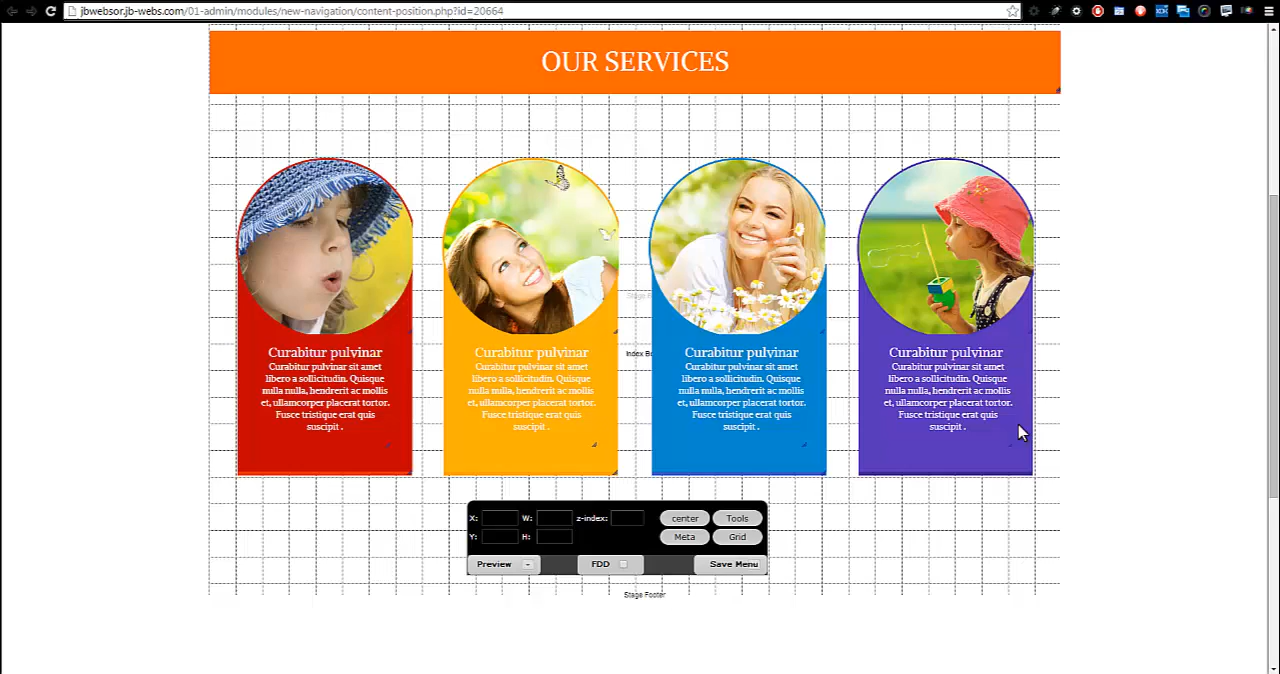 jbwebsor.jb-webs.com/01-admin/modules/new-navigation/content-position.php?id=20664
OUR SERVICES
Curabitur pulvinar
Curabitur pulvinar sit amet
libero a sollicitudin. Quisque
nulla nulla, hendrerit ac mollis
et, ullamcorper placerat tortor.
Fusce tristique erat quis
suscipit .
Curabitur pulvinar
Curabitur pulvinar sit amet
libero a sollicitudin. Quisque
nulla nulla, hendrerit ac mollis
et, ullamcorper placerat tortor.
Fusce tristique erat quis
suscipit .
Stage
Index
Curabitur pulvinar
Curabitur pulvinar sit amet
libero a sollicitudin. Quisque
nulla nulla, hendrerit ac mollis
et, ullamcorper placerat tortor.
Fusce tristique erat quis
suscipit .
Curabitur pulvinar
Curabitur pulvinar sit amet
libero a sollicitudin. Quisque
nulla nulla, hendrerit ac mollis
et, ullamcorper placerat tortor.
Fusce tristique erat quis
suscipit .
X: W: z-index: center Tools
Y: H: Meta Grid
Preview - FDD Save Menu
Stage Footer